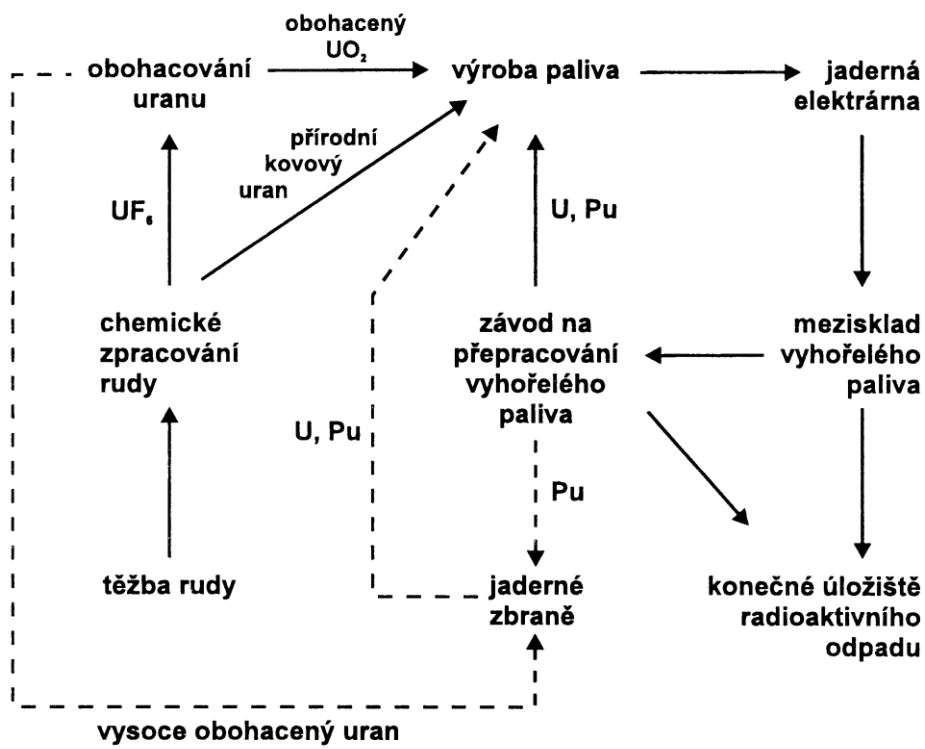 obohacený
UO₂
obohacování
uranu
výroba paliva
jaderná
elektrárna
přírodní
kovový
uran
UF₆
U, Pu
chemické
zpracování
rudy
závod na
přepracování
vyhořelého
paliva
mezisklad
vyhořelého
paliva
U, Pu
Pu
těžba rudy
jaderné
zbraně
konečné úložiště
radioaktivního
odpadu
vysoce obohacený uran